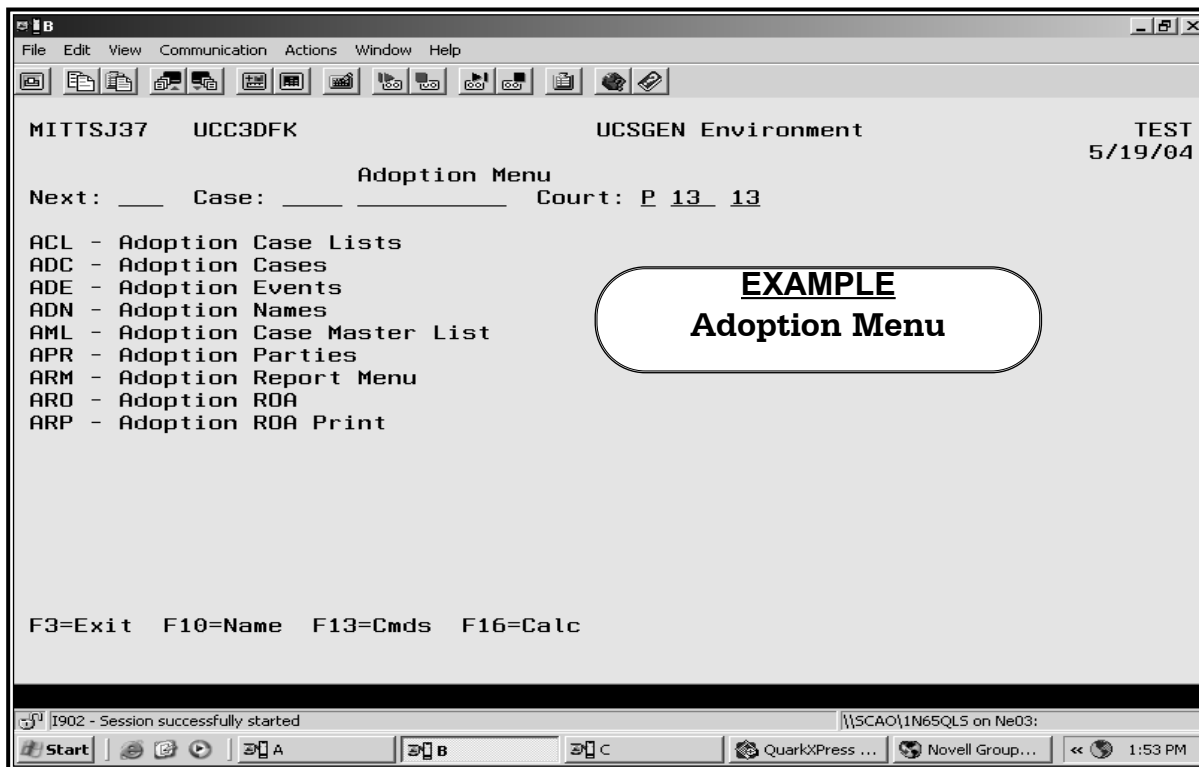 B
File Edit View Communication Actions Window Help
MITTSJ37 UCC3DFK UCSGEN Environment TEST
5/19/04
Adoption Menu
Next: ___ Case: ____ __________ Court: P 13_ 13
ACL - Adoption Case Lists
ADC - Adoption Cases
ADE - Adoption Events
ADN - Adoption Names
AML - Adoption Case Master List
APR - Adoption Parties
ARM - Adoption Report Menu
ARO - Adoption ROA
ARP - Adoption ROA Print
EXAMPLE
Adoption Menu
F3=Exit F10=Name F13=Cmds F16=Calc
I902 - Session successfully started \\SCAO\1N65QLS on Ne03:
Start A B C QuarkXPress ... Novell Group... « 1:53 PM